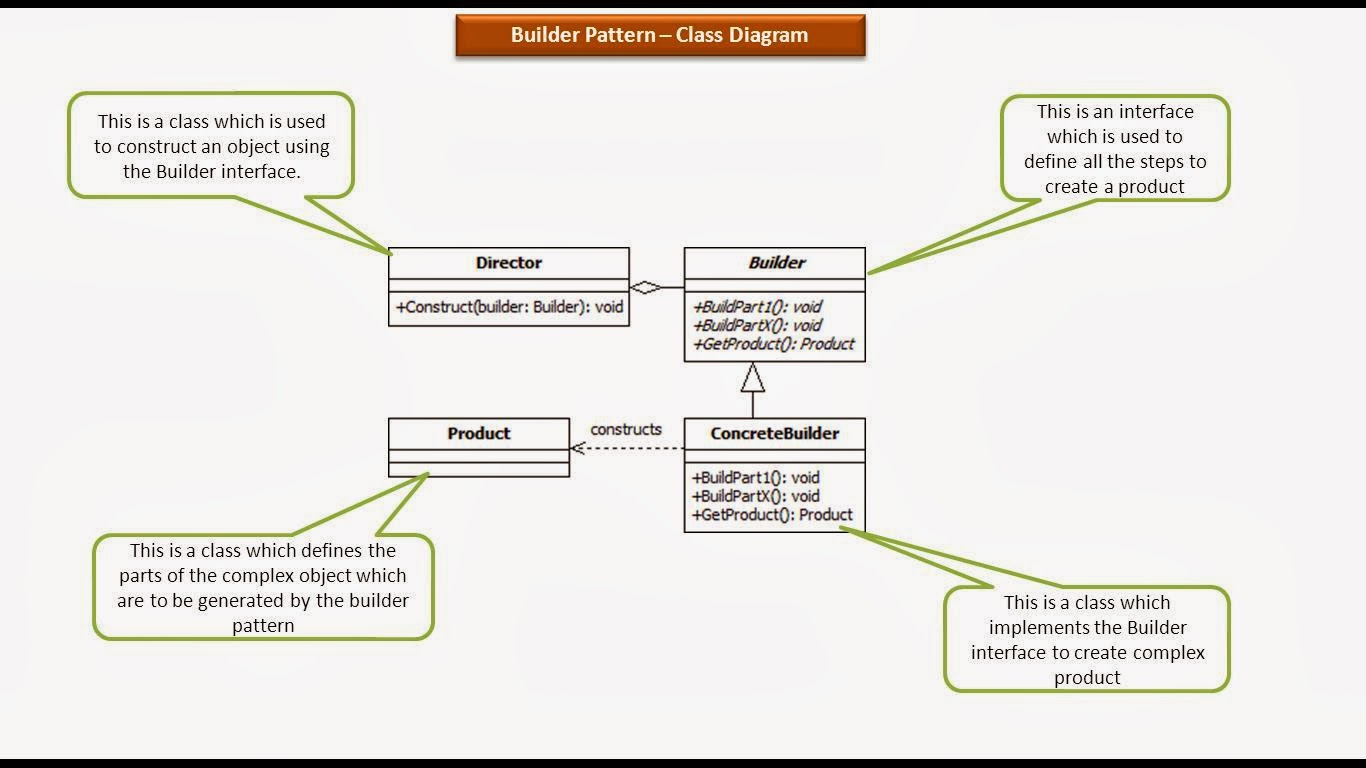 Builder Pattern – Class Diagram
This is a class which is used
to construct an object using
the Builder interface.
This is an interface
which is used to
define all the steps to
create a product
Director
+Construct(builder: Builder): void
Builder
+BuildPart1(): void
+BuildPartX(): void
+GetProduct(): Product
Product
constructs
ConcreteBuilder
+BuildPart1(): void
+BuildPartX(): void
+GetProduct(): Product
This is a class which defines the
parts of the complex object which
are to be generated by the builder
pattern
This is a class which
implements the Builder
interface to create complex
product